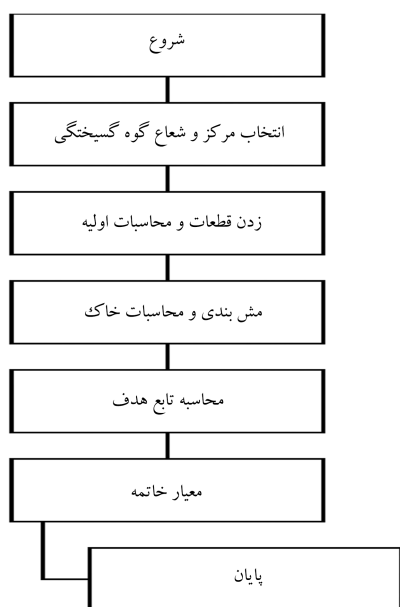 شروع
انتخاب مرکز و شعاع گوه گسیختگی
زدن قطعات و محاسبات اولیه
مش بندی و محاسبات خاک
محاسبه تابع هدف
معیار خاتمه
پایان